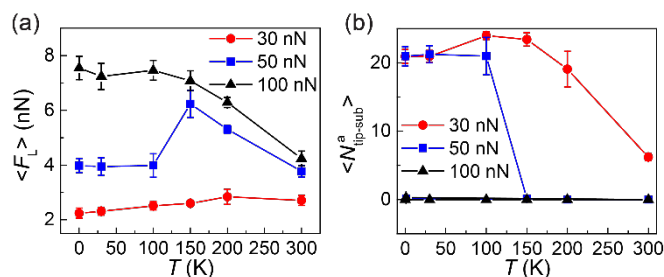 (a)
<F_L> (nN)
8
6
4
2
0 50 100 150 200 250 300
T (K)
30 nN
50 nN
100 nN
(b)
<N^a_tip-sub>
20
10
0
0 50 100 150 200 250 300
T (K)
30 nN
50 nN
100 nN